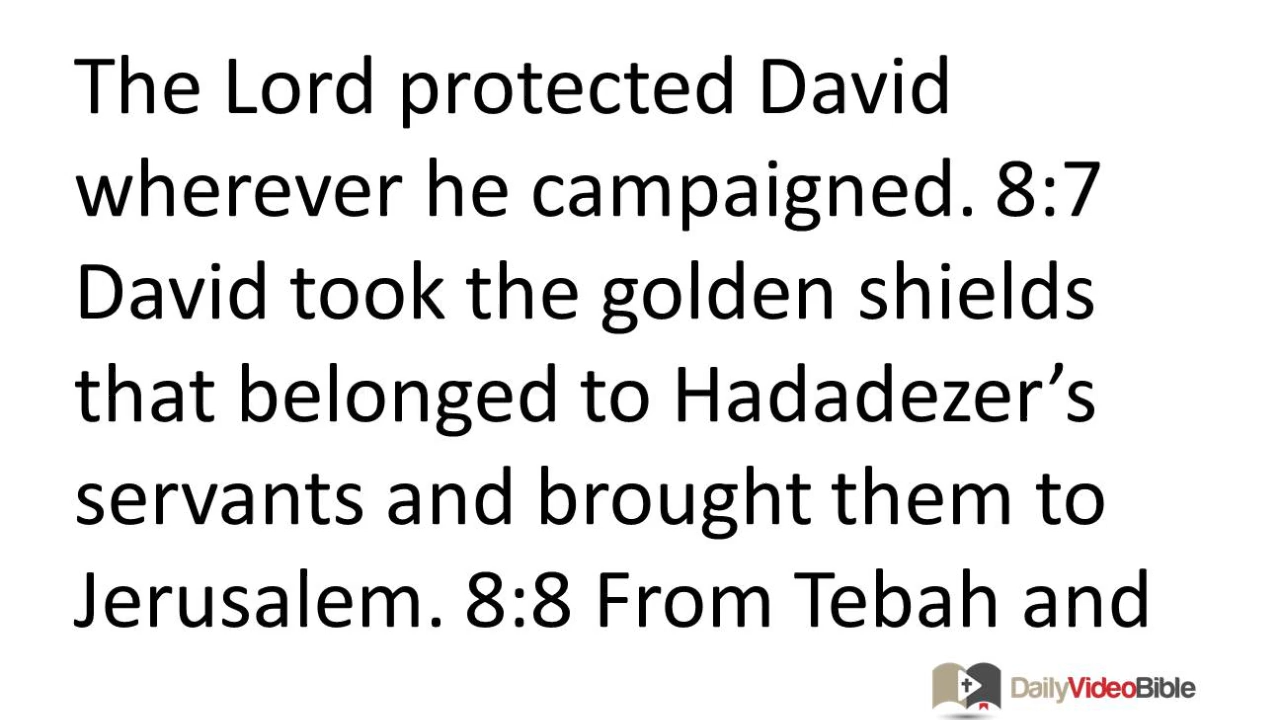 The Lord protected David
wherever he campaigned. 8:7
David took the golden shields
that belonged to Hadadezer’s
servants and brought them to
Jerusalem. 8:8 From Tebah and
DailyVideoBible